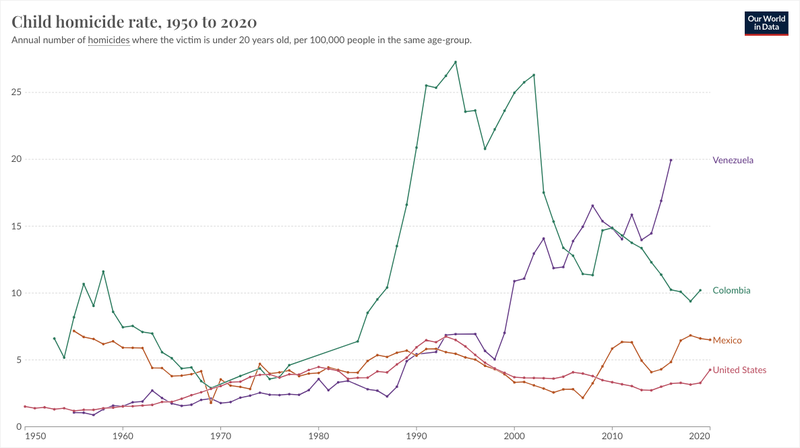 Child homicide rate, 1950 to 2020
Our World
in Data
Annual number of homicides where the victim is under 20 years old, per 100,000 people in the same age-group.
25
20
Venezuela
15
10
Colombia
Mexico
5
United States
0
1950 1960 1970 1980 1990 2000 2010 2020